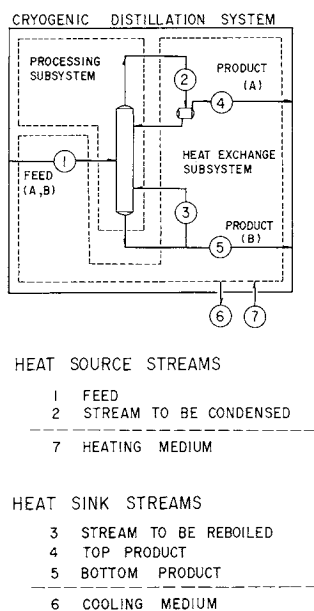 CRYOGENIC DISTILLATION SYSTEM
PROCESSING
SUBSYSTEM
PRODUCT
(A)
2
4
1
FEED
(A,B)
HEAT EXCHANGE
SUBSYSTEM
3
PRODUCT
(B)
5
6
7
HEAT SOURCE STREAMS
1 FEED
2 STREAM TO BE CONDENSED
7 HEATING MEDIUM
HEAT SINK STREAMS
3 STREAM TO BE REBOILED
4 TOP PRODUCT
5 BOTTOM PRODUCT
6 COOLING MEDIUM